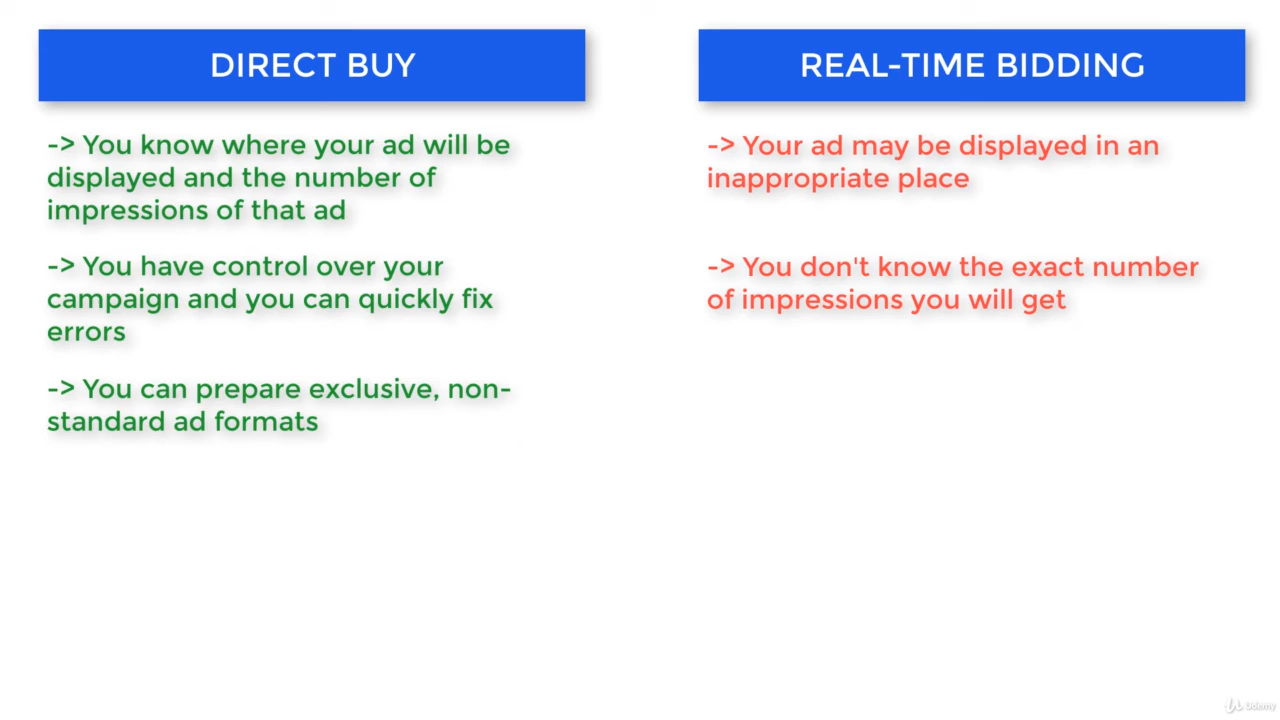 DIRECT BUY
-> You know where your ad will be
displayed and the number of
impressions of that ad
-> You have control over your
campaign and you can quickly fix
errors
-> You can prepare exclusive, non-
standard ad formats
REAL-TIME BIDDING
-> Your ad may be displayed in an
inappropriate place
-> You don't know the exact number
of impressions you will get
Udemy